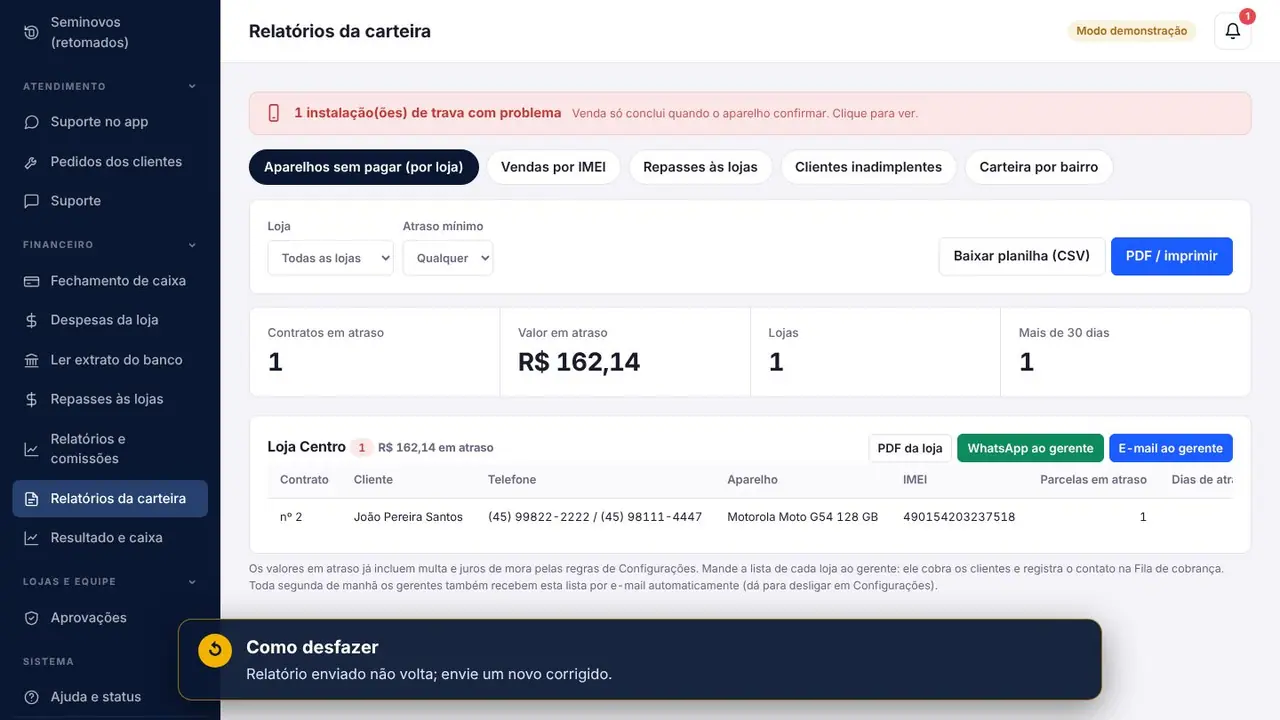 Seminovos
(retomados)
ATENDIMENTO
Suporte no app
Pedidos dos clientes
Suporte
FINANCEIRO
Fechamento de caixa
Despesas da loja
Ler extrato do banco
Repasses às lojas
Relatórios e
comissões
Relatórios da carteira
Resultado e caixa
LOJAS E EQUIPE
Aprovações
SISTEMA
Ajuda e status
Relatórios da carteira
Modo demonstração
1
1 instalação(ões) de trava com problema Venda só conclui quando o aparelho confirmar. Clique para ver.
Aparelhos sem pagar (por loja) Vendas por IMEI Repasses às lojas Clientes inadimplentes Carteira por bairro
Loja Atraso mínimo
Todas as lojas Qualquer Baixar planilha (CSV) PDF / imprimir
Contratos em atraso Valor em atraso Lojas Mais de 30 dias
1 R$ 162,14 1 1
Loja Centro 1 R$ 162,14 em atraso PDF da loja WhatsApp ao gerente E-mail ao gerente
Contrato Cliente Telefone Aparelho IMEI Parcelas em atraso Dias de atra
nº 2 João Pereira Santos (45) 99822-2222 / (45) 98111-4447 Motorola Moto G54 128 GB 490154203237518 1
Os valores em atraso já incluem multa e juros de mora pelas regras de Configurações. Mande a lista de cada loja ao gerente: ele cobra os clientes e registra o contato na Fila de cobrança.
Toda segunda de manhã os gerentes também recebem esta lista por e-mail automaticamente (dá para desligar em Configurações).
Como desfazer
Relatório enviado não volta; envie um novo corrigido.